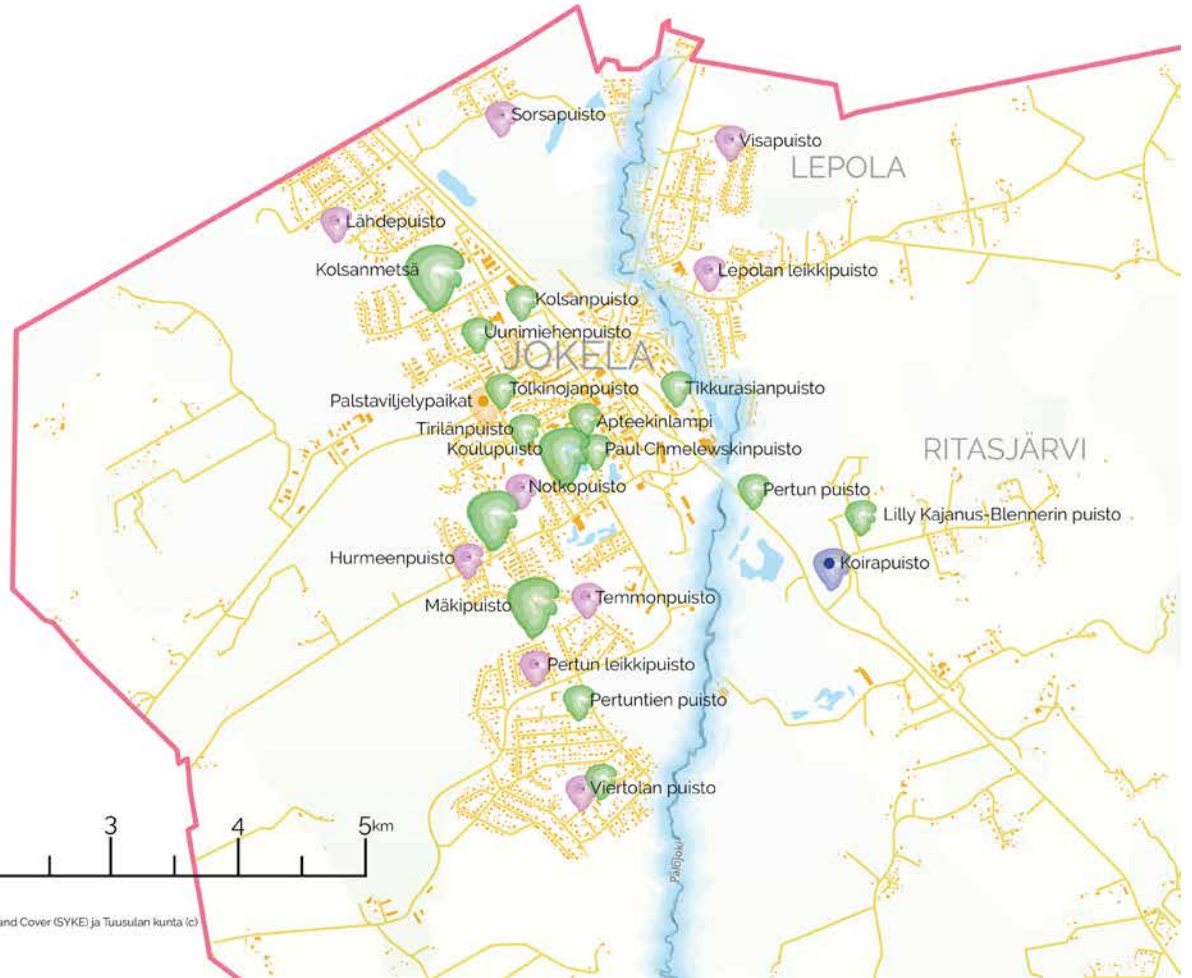 Sorsapuisto
Visapuisto
LEPOLA
Lähdepuisto
Kolsanmetsä
Lepolan leikkipuisto
Kolsanpuisto
Uunimiehenpuisto
JOKELA
Tolkinojanpuisto
Tikkurasianpuisto
Palstaviljelypaikat
Apteekinlampi
Tirilänpuisto
Koulupuisto
Paul Chmelewskinpuisto
RITASJÄRVI
Notkopuisto
Pertun puisto
Lilly Kajanus-Blennerin puisto
Hurmeenpuisto
Koirapuisto
Mäkipuisto
Temmonpuisto
Pertun leikkipuisto
Pertuntien puisto
Viertolan puisto
3 4 5km
Palojoki
and Cover (SYKE) ja Tuusulan kunta (c)